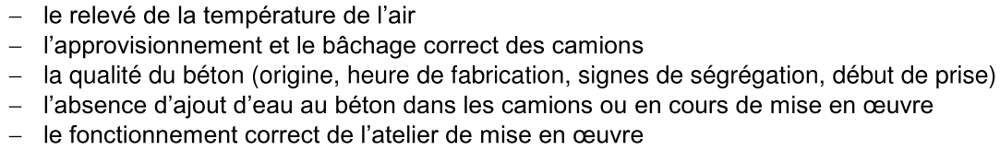 – le relevé de la température de l’air
– l’approvisionnement et le bâchage correct des camions
– la qualité du béton (origine, heure de fabrication, signes de ségrégation, début de prise)
– l’absence d’ajout d’eau au béton dans les camions ou en cours de mise en œuvre
– le fonctionnement correct de l’atelier de mise en œuvre